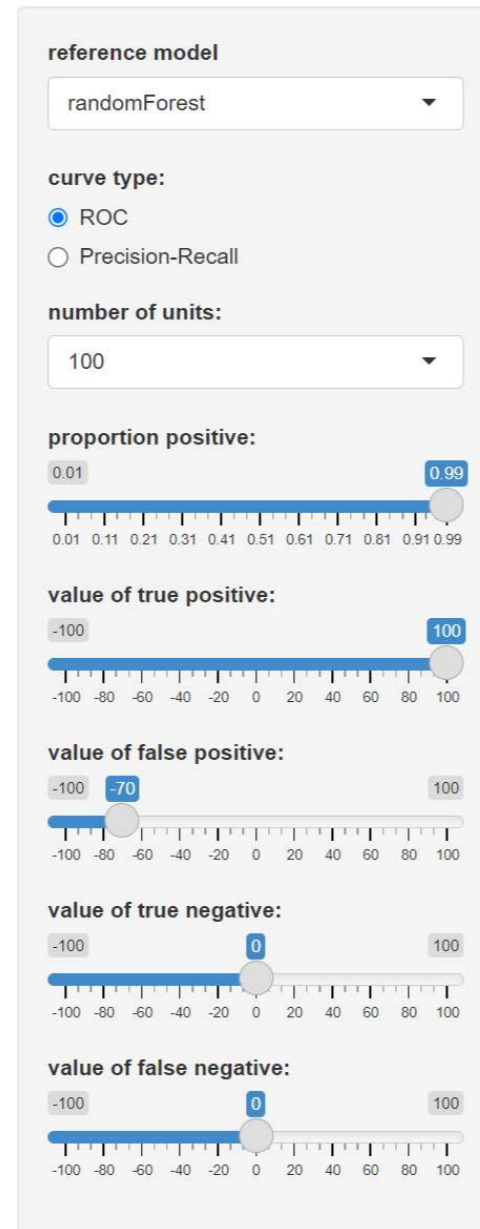 reference model
randomForest
curve type:
ROC
Precision-Recall
number of units:
100
proportion positive:
0.01 0.99
0.01 0.11 0.21 0.31 0.41 0.51 0.61 0.71 0.81 0.91 0.99
value of true positive:
-100 100
-100 -80 -60 -40 -20 0 20 40 60 80 100
value of false positive:
-100 -70 100
-100 -80 -60 -40 -20 0 20 40 60 80 100
value of true negative:
-100 0 100
-100 -80 -60 -40 -20 0 20 40 60 80 100
value of false negative:
-100 0 100
-100 -80 -60 -40 -20 0 20 40 60 80 100